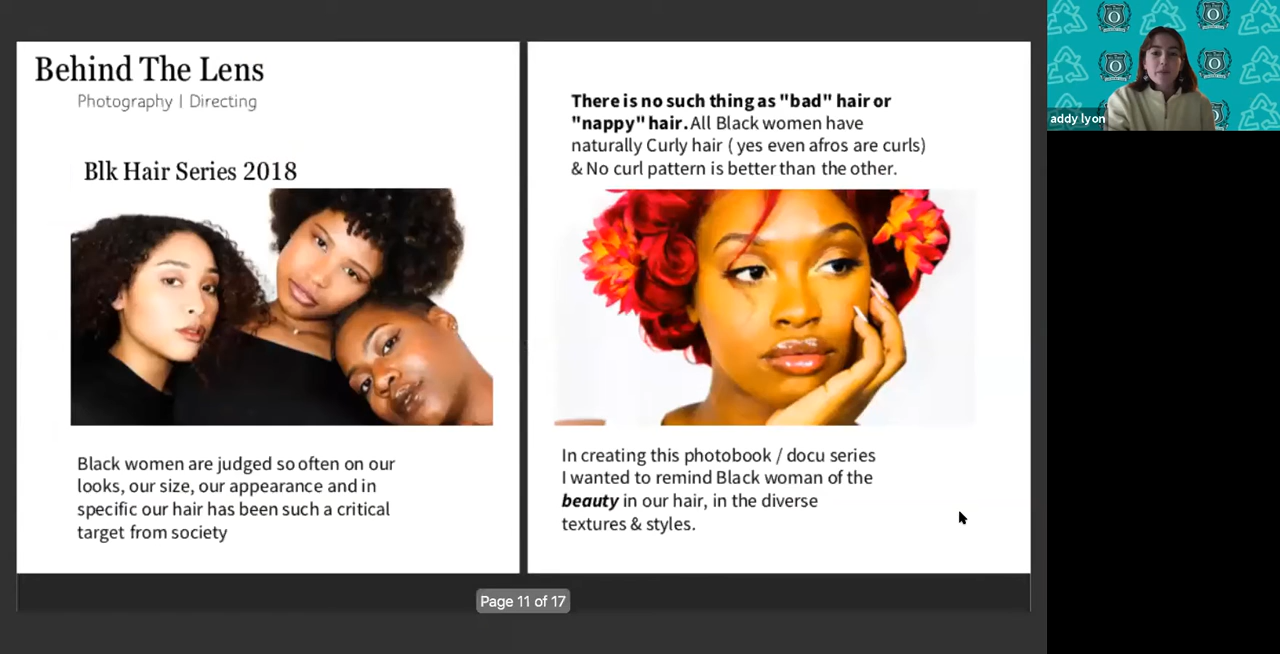 Behind The Lens
Photography | Directing
Blk Hair Series 2018
Black women are judged so often on our
looks, our size, our appearance and in
specific our hair has been such a critical
target from society
There is no such thing as "bad" hair or
"nappy" hair. All Black women have
naturally Curly hair ( yes even afros are curls)
& No curl pattern is better than the other.
In creating this photobook / docu series
I wanted to remind Black woman of the
beauty in our hair, in the diverse
textures & styles.
Page 11 of 17
addy lyon
O
O
O
O